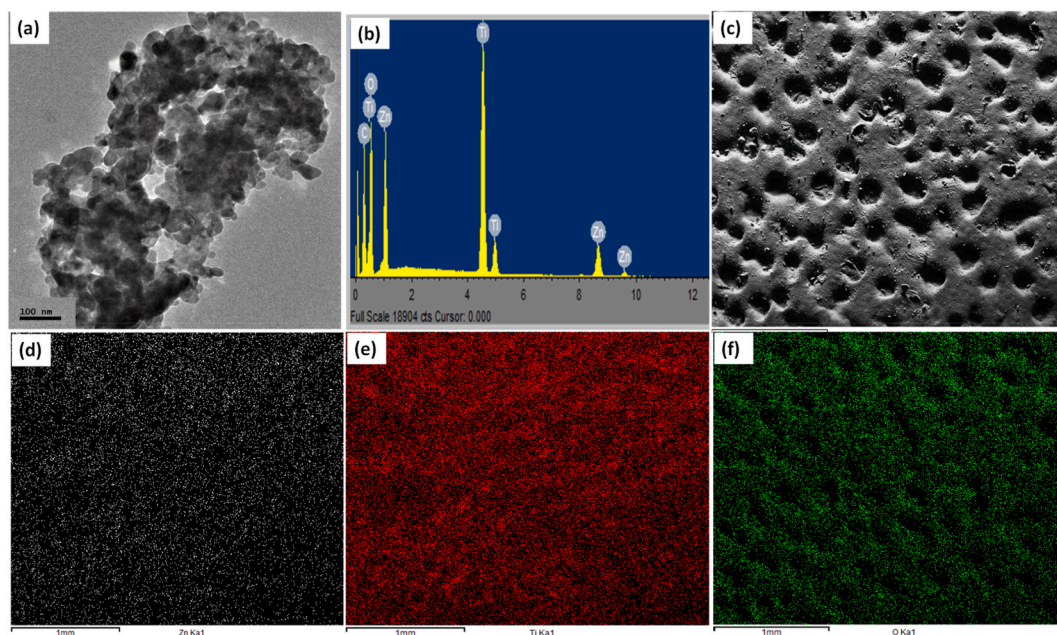 (a)
100 nm
(b)
Ti
O
Ti
Zn
C
Ti
Zn
Zn
0 2 4 6 8 10 12
Full Scale 18904 cts Cursor: 0.000
(c)
(d)
1mm Zn Ka1
(e)
1mm Ti Ka1
(f)
1mm O Ka1